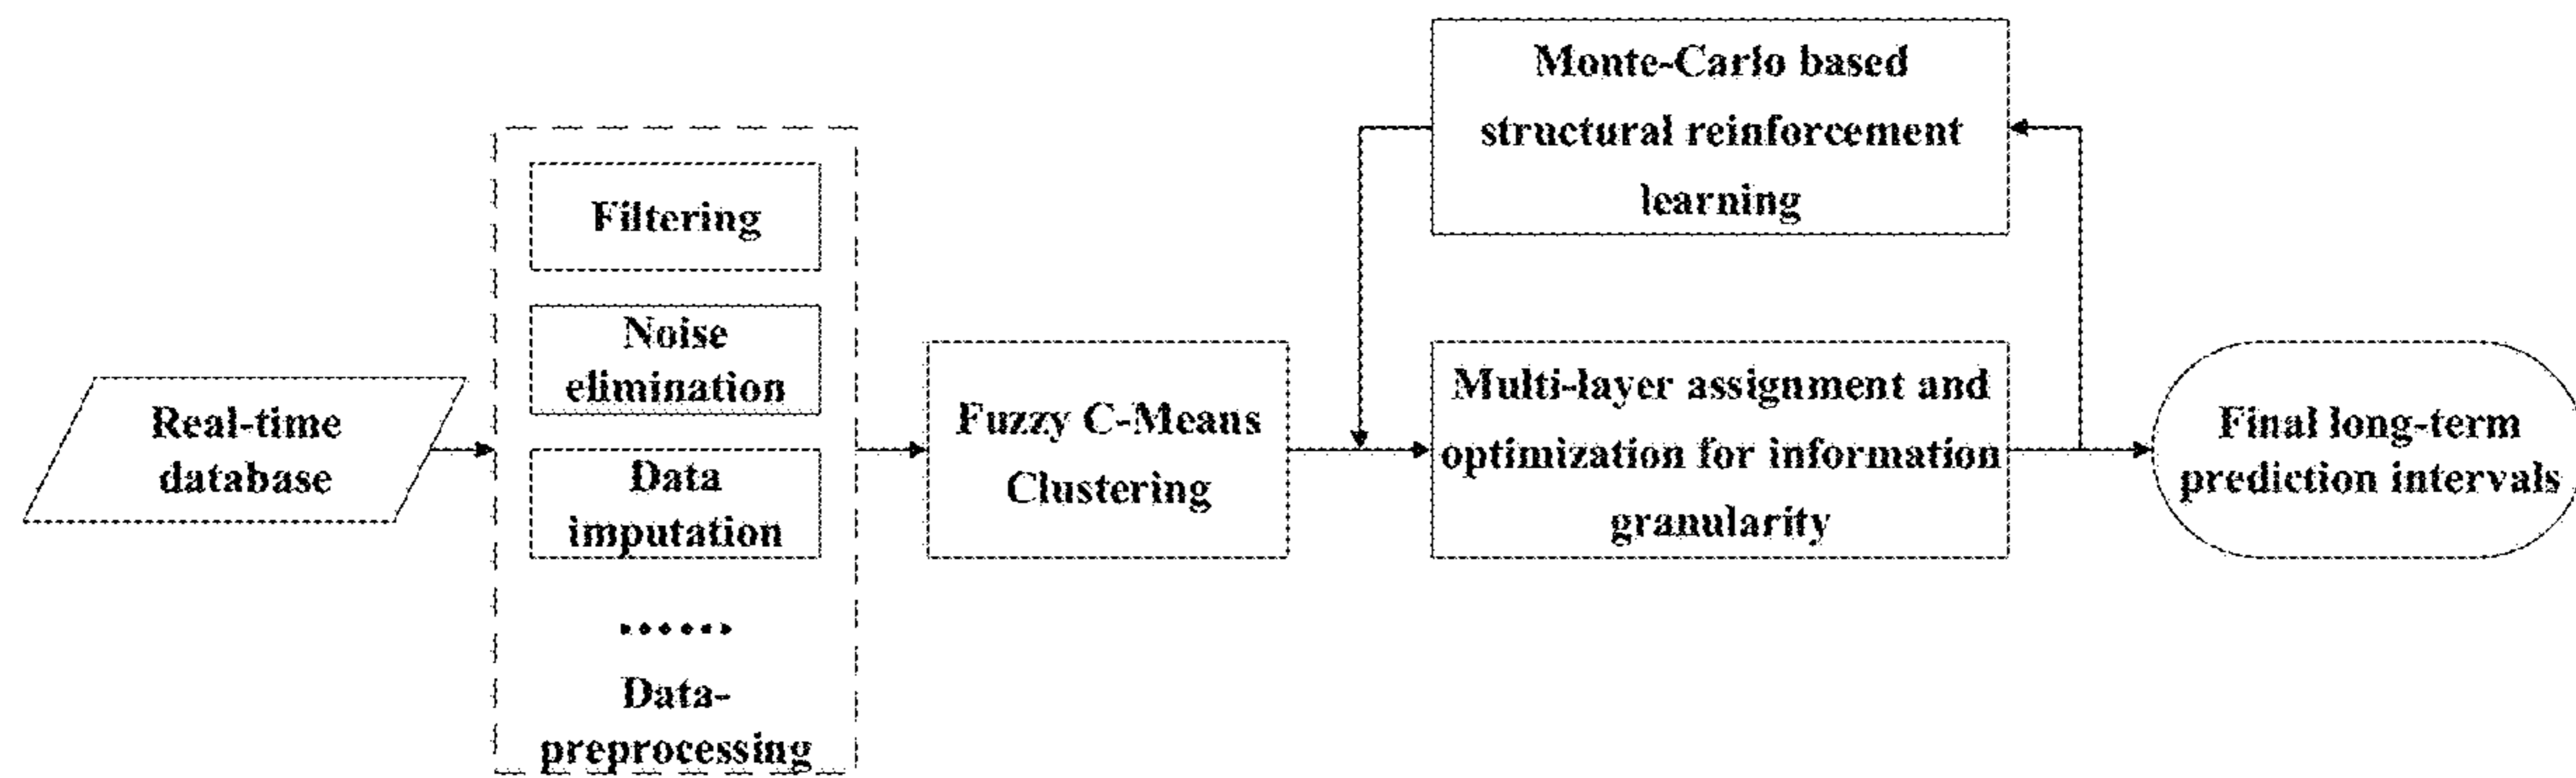 Real-time
database
Filtering
Noise
elimination
Data
imputation
......
Data-
preprocessing
Fuzzy C-Means
Clustering
Monte-Carlo based
structural reinforcement
learning
Multi-layer assignment and
optimization for information
granularity
Final long-term
prediction intervals